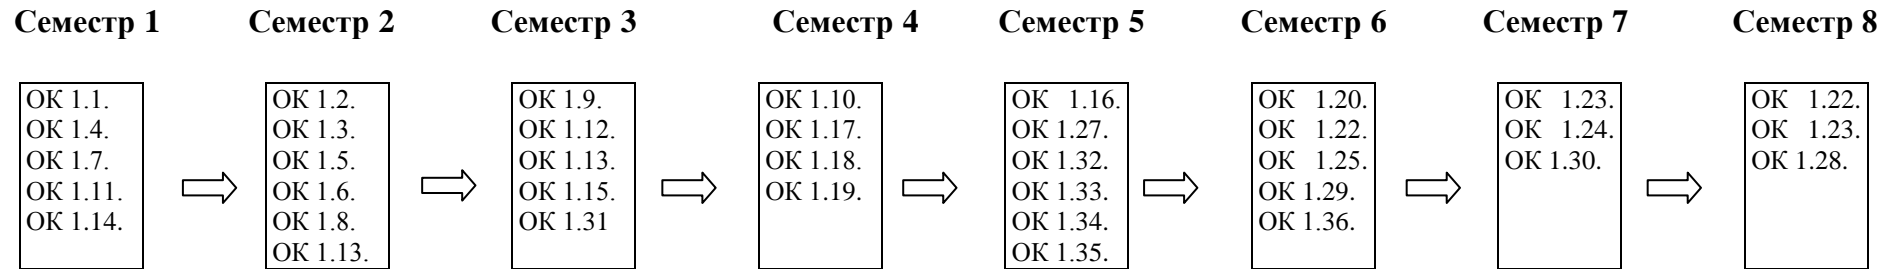 Семестр 1 Семестр 2 Семестр 3 Семестр 4 Семестр 5 Семестр 6 Семестр 7 Семестр 8
ОК 1.1.
ОК 1.4.
ОК 1.7.
ОК 1.11.
ОК 1.14.
ОК 1.2.
ОК 1.3.
ОК 1.5.
ОК 1.6.
ОК 1.8.
ОК 1.13.
ОК 1.9.
ОК 1.12.
ОК 1.13.
ОК 1.15.
ОК 1.31
ОК 1.10.
ОК 1.17.
ОК 1.18.
ОК 1.19.
ОК 1.16.
ОК 1.27.
ОК 1.32.
ОК 1.33.
ОК 1.34.
ОК 1.35.
ОК 1.20.
ОК 1.22.
ОК 1.25.
ОК 1.29.
ОК 1.36.
ОК 1.23.
ОК 1.24.
ОК 1.30.
ОК 1.22.
ОК 1.23.
ОК 1.28.